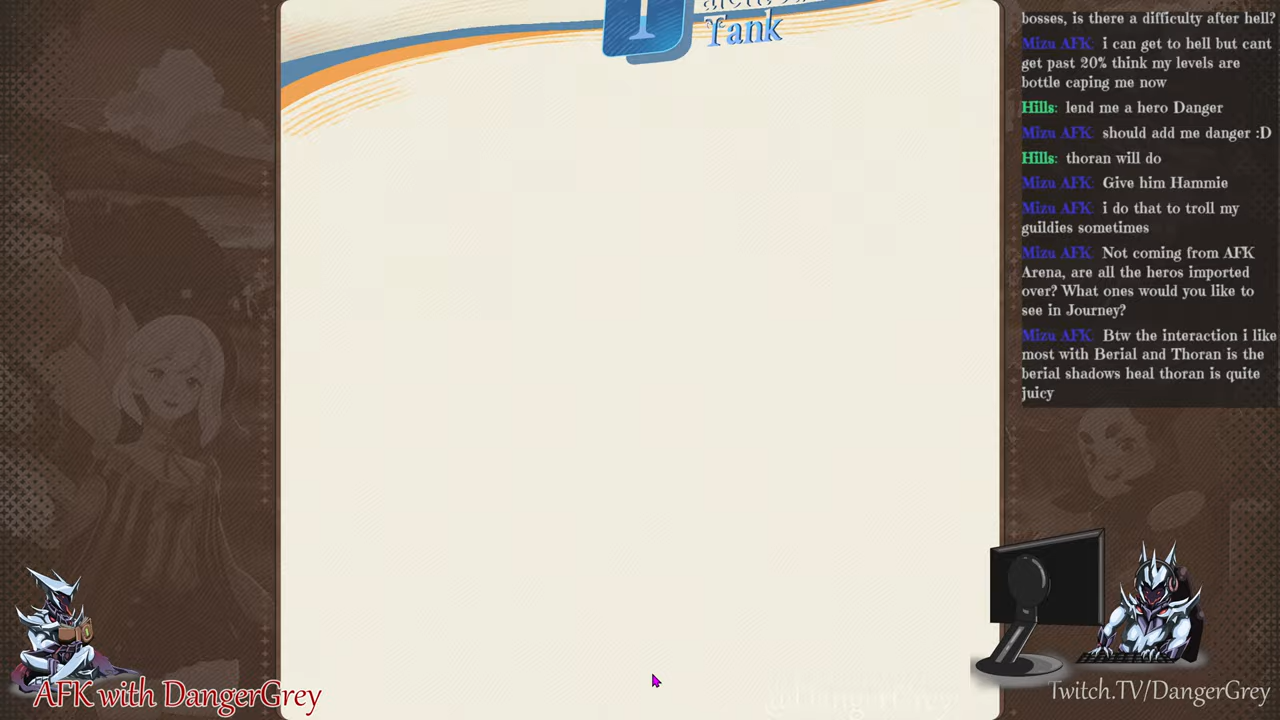 Tank
bosses, is there a difficulty after hell?
Mizu AFK: i can get to hell but cant
get past 20% think my levels are
bottle caping me now
Hills: lend me a hero Danger
Mizu AFK: should add me danger :D
Hills: thoran will do
Mizu AFK: Give him Hammie
Mizu AFK: i do that to troll my
guildies sometimes
Mizu AFK: Not coming from AFK
Arena, are all the heros imported
over? What ones would you like to
see in Journey?
Mizu AFK: Btw the interaction i like
most with Berial and Thoran is the
berial shadows heal thoran is quite
juicy
AFK with DangerGrey
Twitch.TV/DangerGrey